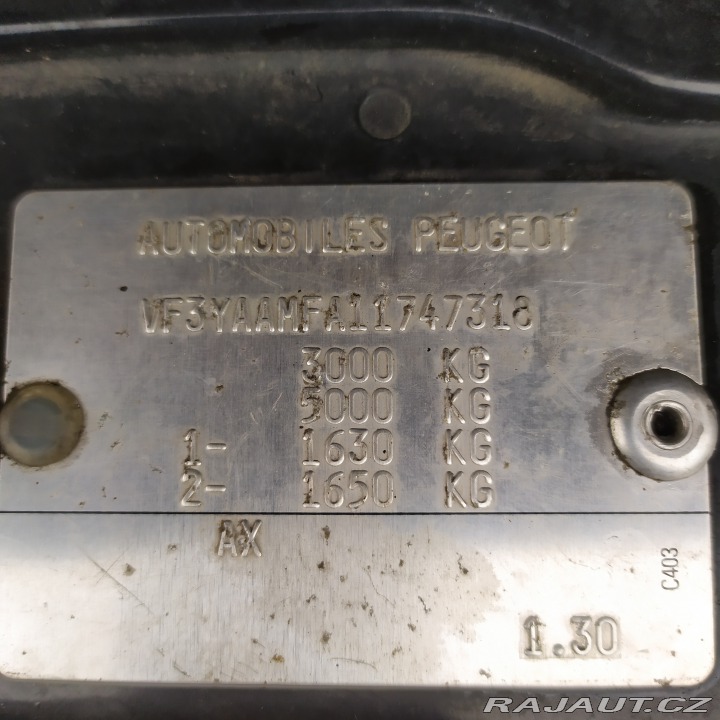 AUTOMOBILES PEUGEOT
VF3YAAMFA11747318
3000 KG
5000 KG
1- 1630 KG
2- 1650 KG
AX
C403
1.30
RAJAUT.CZ